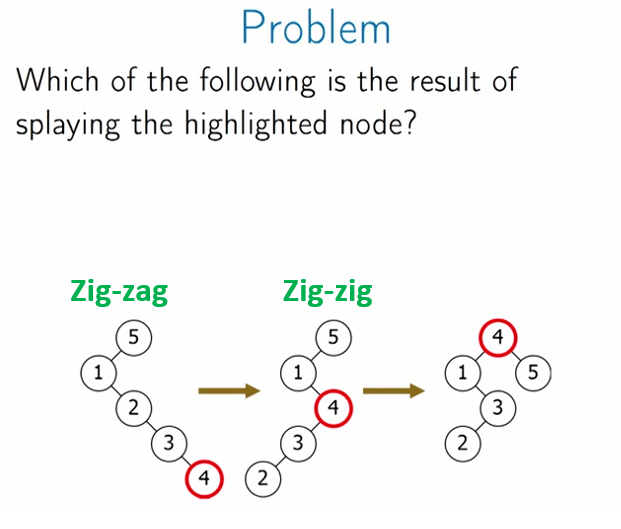 Problem
Which of the following is the result of
splaying the highlighted node?
Zig-zag Zig-zig
5 5 4
1 1 1 5
2 4 3
3 3 2
4 2